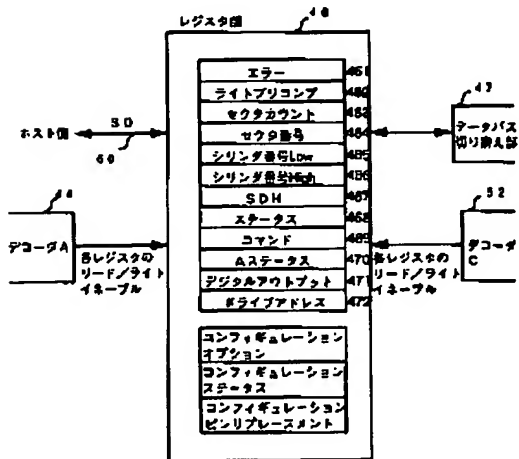 レジスタ部
46
エラー
461
ライトプリコンプ
462
セクタカウント
463
セクタ番号
464
シリンダ番号Low
465
シリンダ番号High
466
SDH
467
ステータス
468
コマンド
469
Aステータス
470
デジタルアウトプット
471
ドライブアドレス
472
コンフィギュレーション
オプション
コンフィギュレーション
ステータス
コンフィギュレーション
ピンリプレースメント
ホスト側
SD
60
44
デコーダA
各レジスタの
リード/ライト
イネーブル
47
データバス
切り換え部
52
デコーダ
C
各レジスタの
リード/ライト
イネーブル